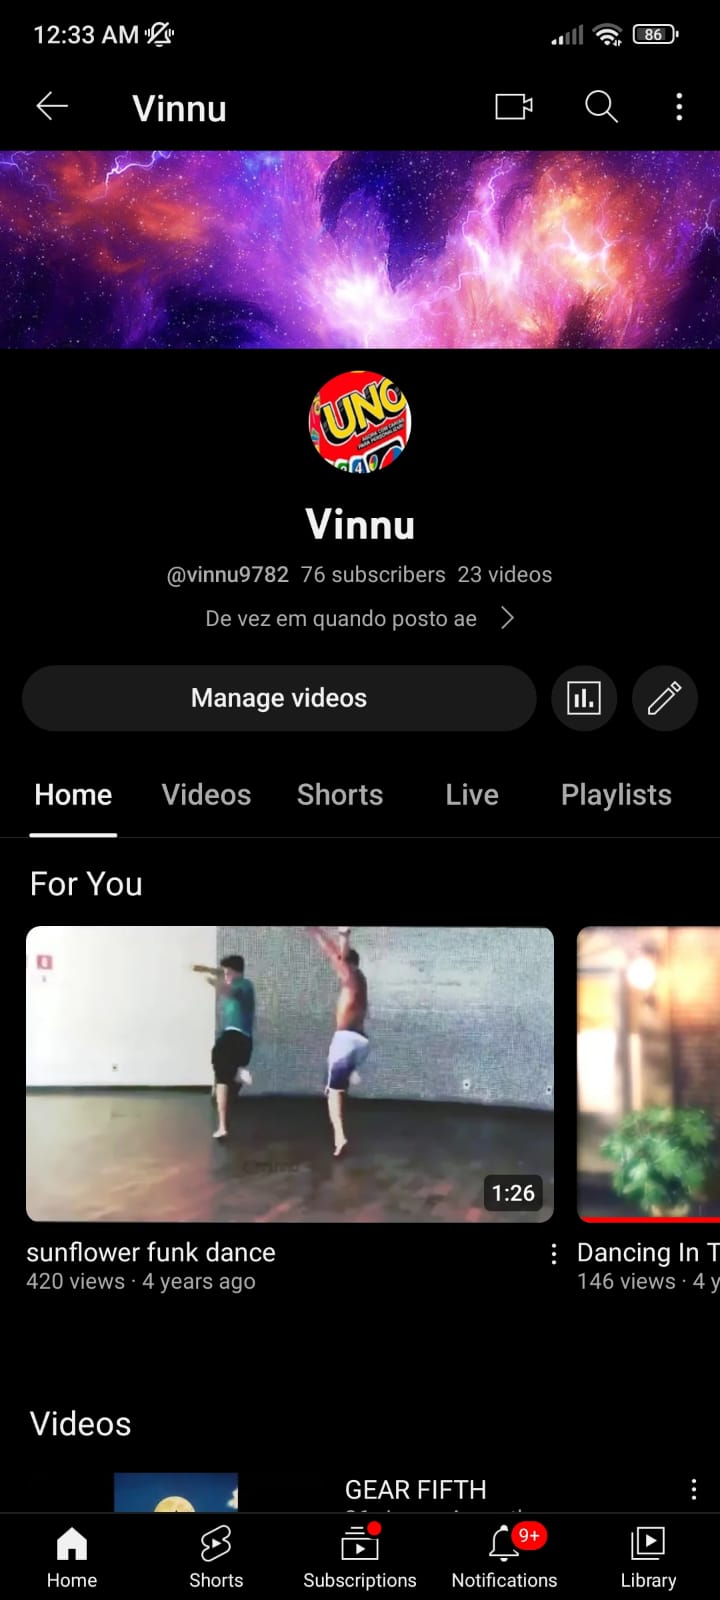 12:33 AM
86
Vinnu
UNO
Vinnu
@vinnu9782 76 subscribers 23 videos
De vez em quando posto ae
Manage videos
Home Videos Shorts Live Playlists
For You
1:26
sunflower funk dance
420 views · 4 years ago
Dancing In T
146 views · 4 y
Videos
GEAR FIFTH
9+
Home Shorts Subscriptions Notifications Library